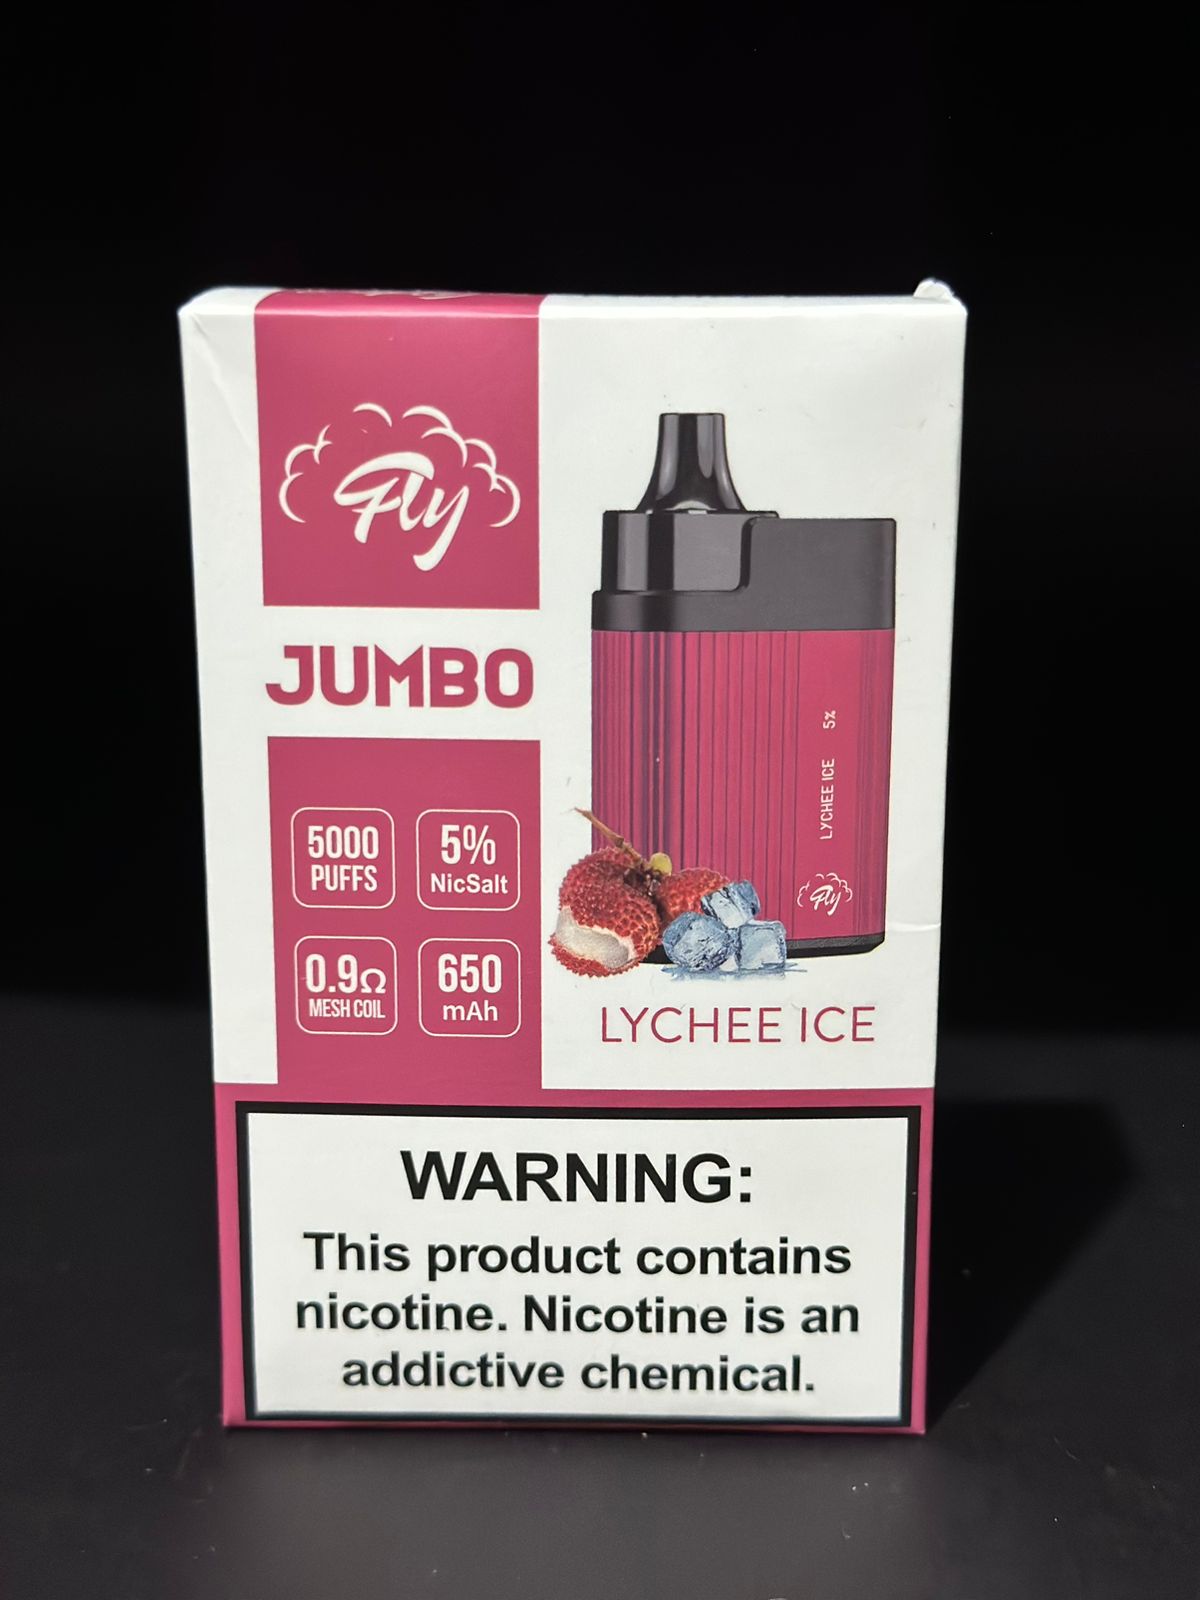 Fly
JUMBO
5000
PUFFS
5%
NicSalt
0.9Ω
MESH COIL
650
mAh
LYCHEE ICE 5%
Fly
LYCHEE ICE
WARNING:
This product contains
nicotine. Nicotine is an
addictive chemical.